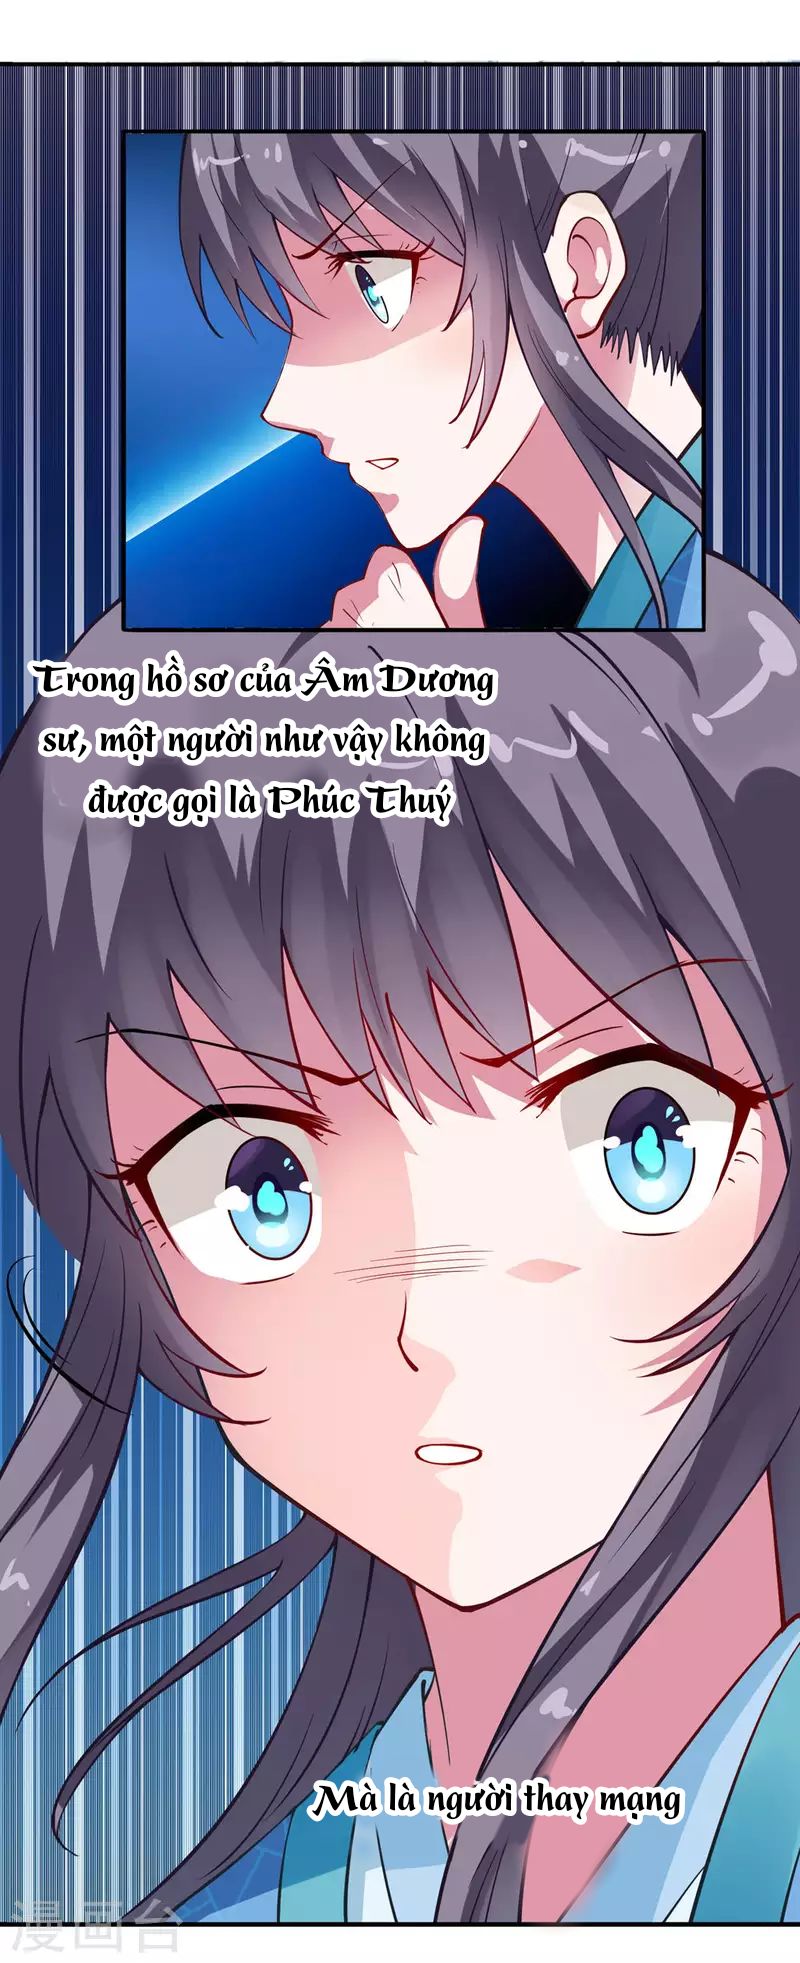 Trong hồ sơ của Âm Dương
sư, một người như vậy không
được gọi là Phúc Thuý
Mà là người thay mạng
漫画台